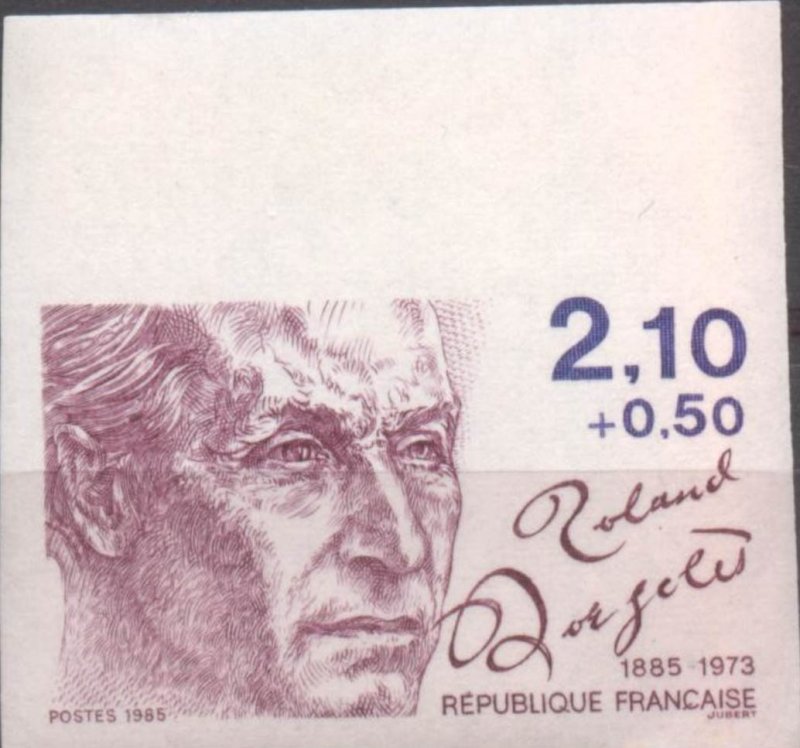 2,10
+0,50
Roland
Dorgelès
1885-1973
RÉPUBLIQUE FRANÇAISE
JUBERT
POSTES 1985